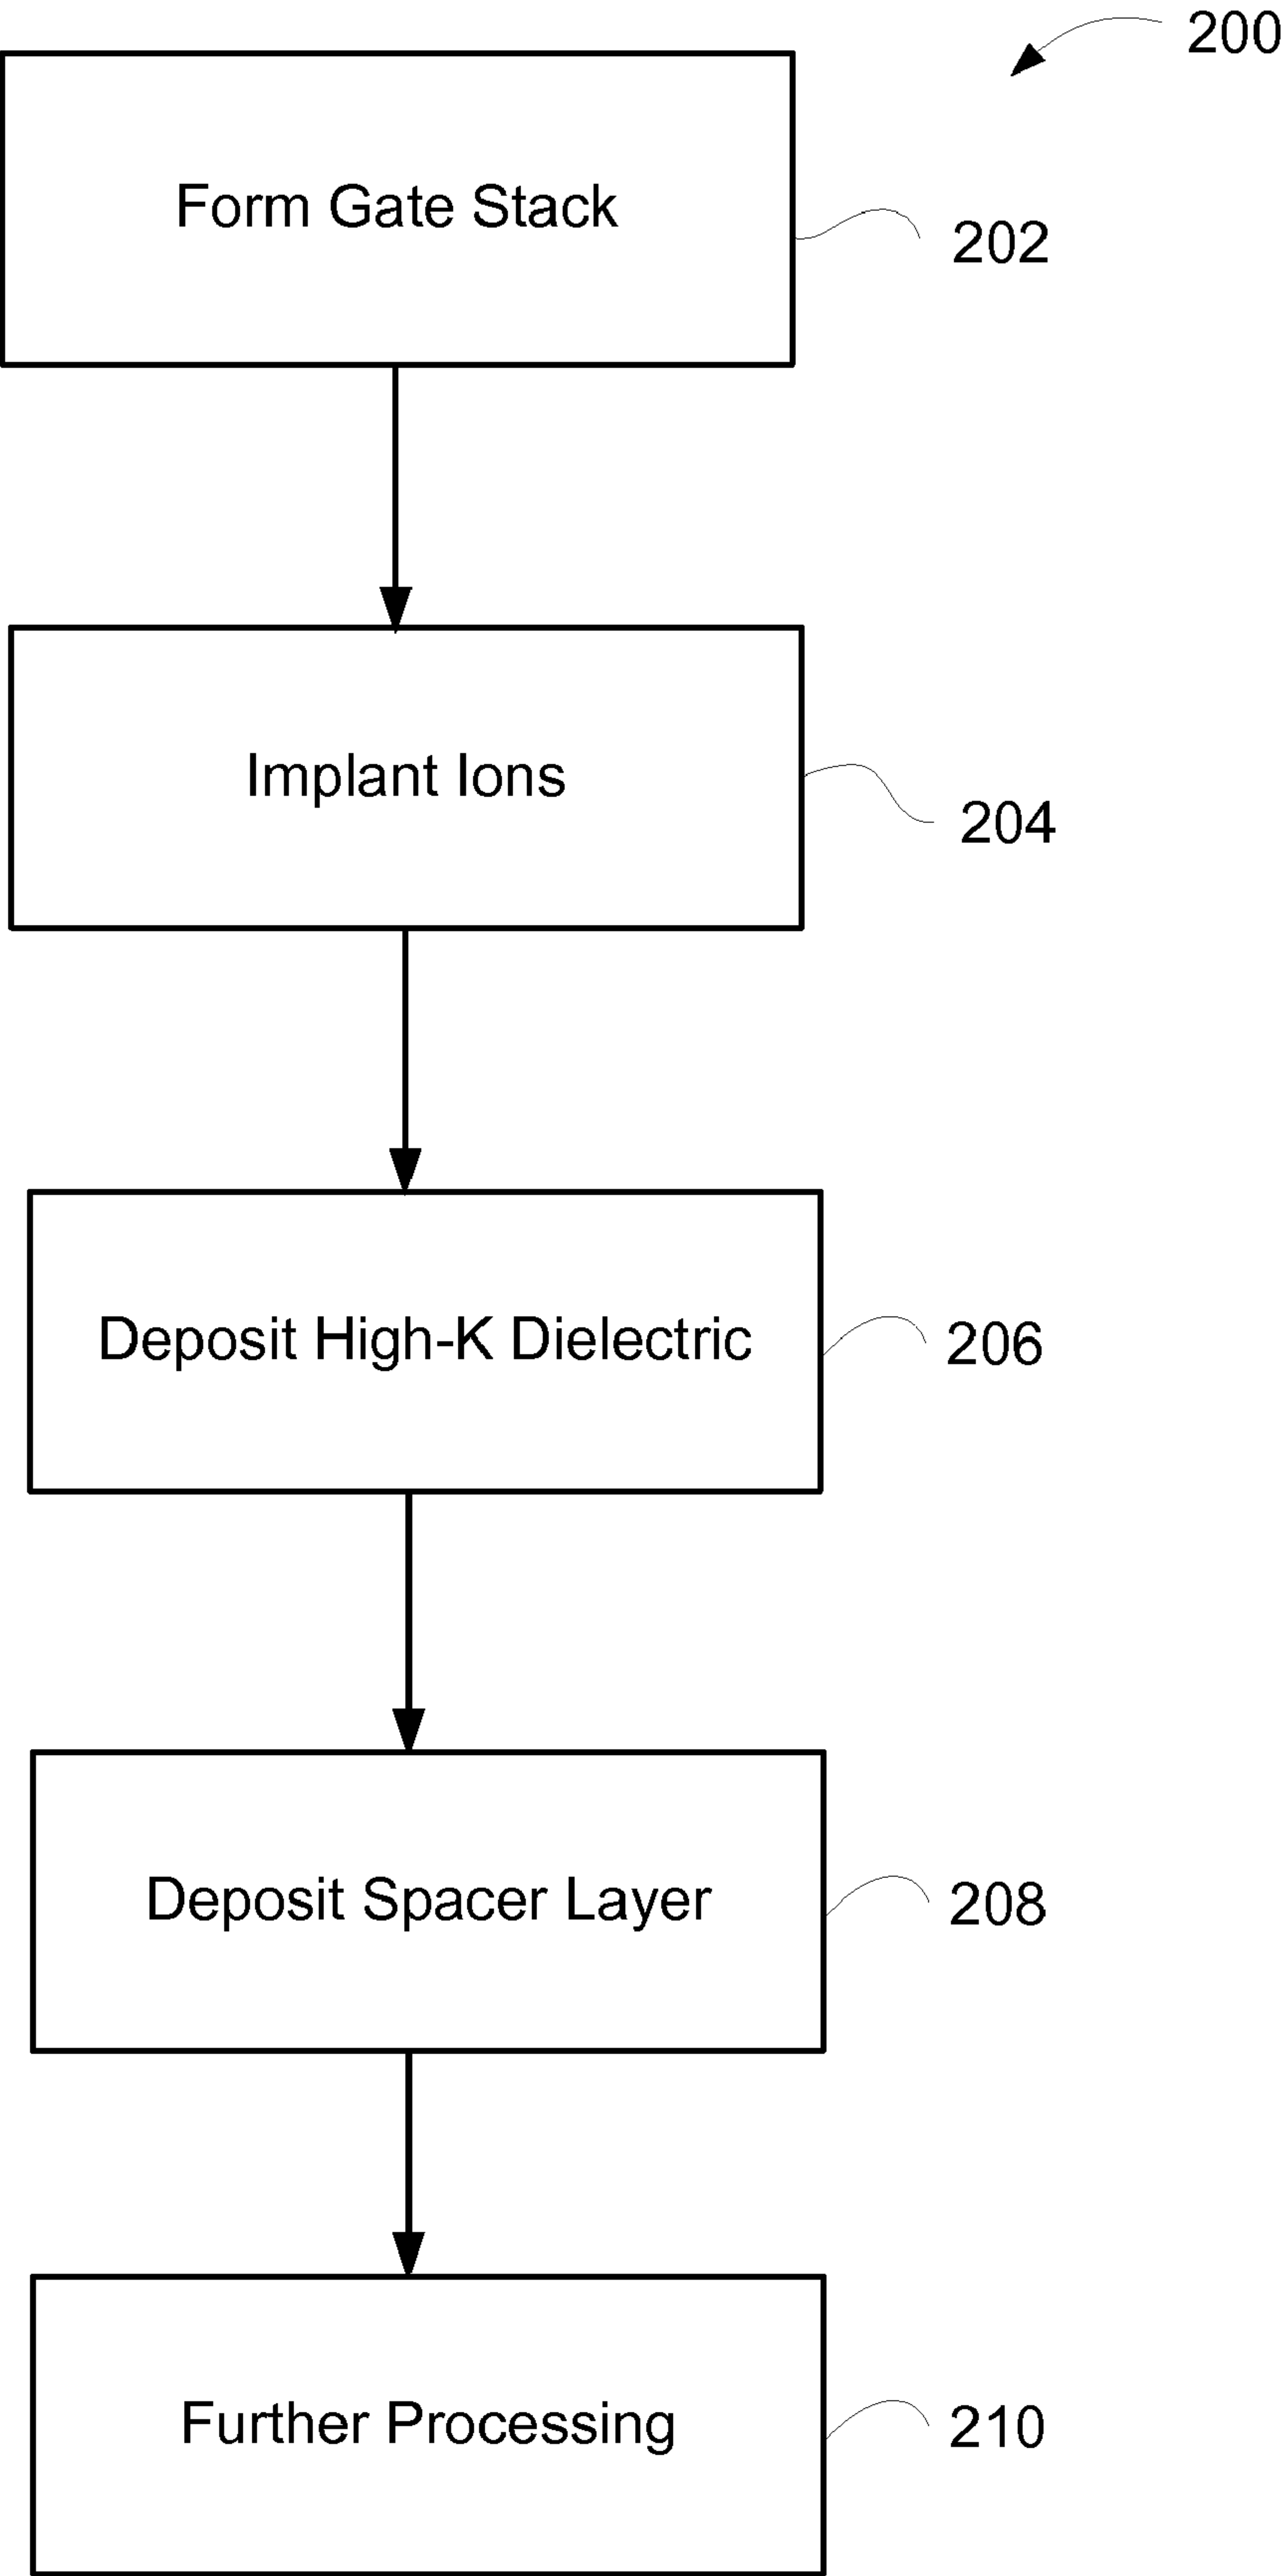 200
Form Gate Stack
202
Implant Ions
204
Deposit High-K Dielectric
206
Deposit Spacer Layer
208
Further Processing
210